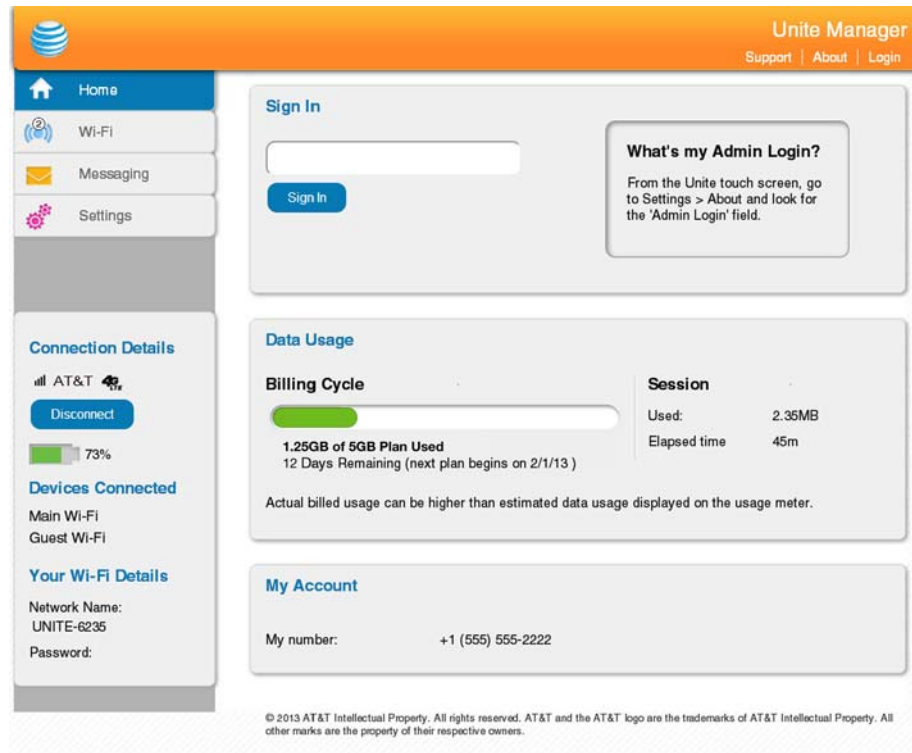 Unite Manager
Support | About | Login
Home
2
Wi-Fi
Messaging
Settings
Connection Details
AT&T 4G LTE
Disconnect
73%
Devices Connected
Main Wi-Fi
Guest Wi-Fi
Your Wi-Fi Details
Network Name:
UNITE-6235
Password:
Sign In
Sign In
What's my Admin Login?
From the Unite touch screen, go
to Settings > About and look for
the 'Admin Login' field.
Data Usage
Billing Cycle
1.25GB of 5GB Plan Used
12 Days Remaining (next plan begins on 2/1/13 )
Session
Used: 2.35MB
Elapsed time 45m
Actual billed usage can be higher than estimated data usage displayed on the usage meter.
My Account
My number: +1 (555) 555-2222
© 2013 AT&T Intellectual Property. All rights reserved. AT&T and the AT&T logo are the trademarks of AT&T Intellectual Property. All
other marks are the property of their respective owners.